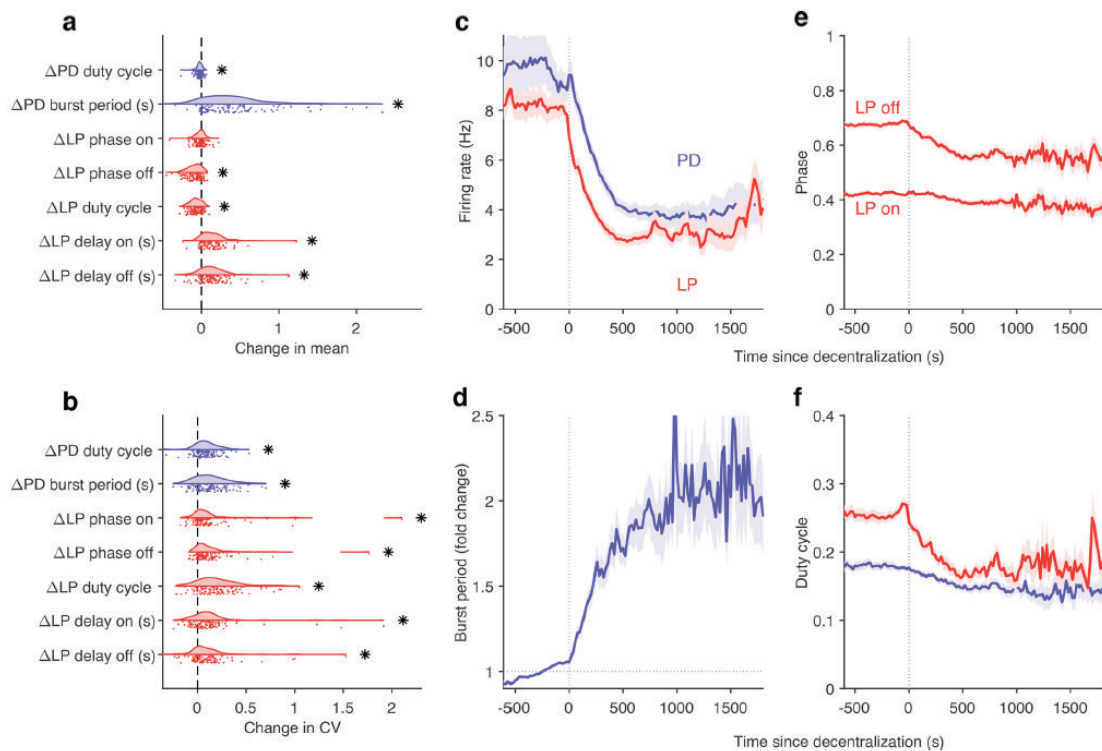 a
ΔPD duty cycle *
ΔPD burst period (s) *
ΔLP phase on
ΔLP phase off *
ΔLP duty cycle *
ΔLP delay on (s) *
ΔLP delay off (s) *
0 1 2
Change in mean
b
ΔPD duty cycle *
ΔPD burst period (s) *
ΔLP phase on *
ΔLP phase off *
ΔLP duty cycle *
ΔLP delay on (s) *
ΔLP delay off (s) *
0 0.5 1 1.5 2
Change in CV
c
10
8
6
4
2
0
Firing rate (Hz)
PD
LP
-500 0 500 1000 1500
d
2.5
2
1.5
1
Burst period (fold change)
-500 0 500 1000 1500
e
1
0.8
0.6
0.4
0.2
0
Phase
LP off
LP on
-500 0 500 1000 1500
Time since decentralization (s)
f
0.4
0.3
0.2
0.1
0
Duty cycle
-500 0 500 1000 1500
Time since decentralization (s)